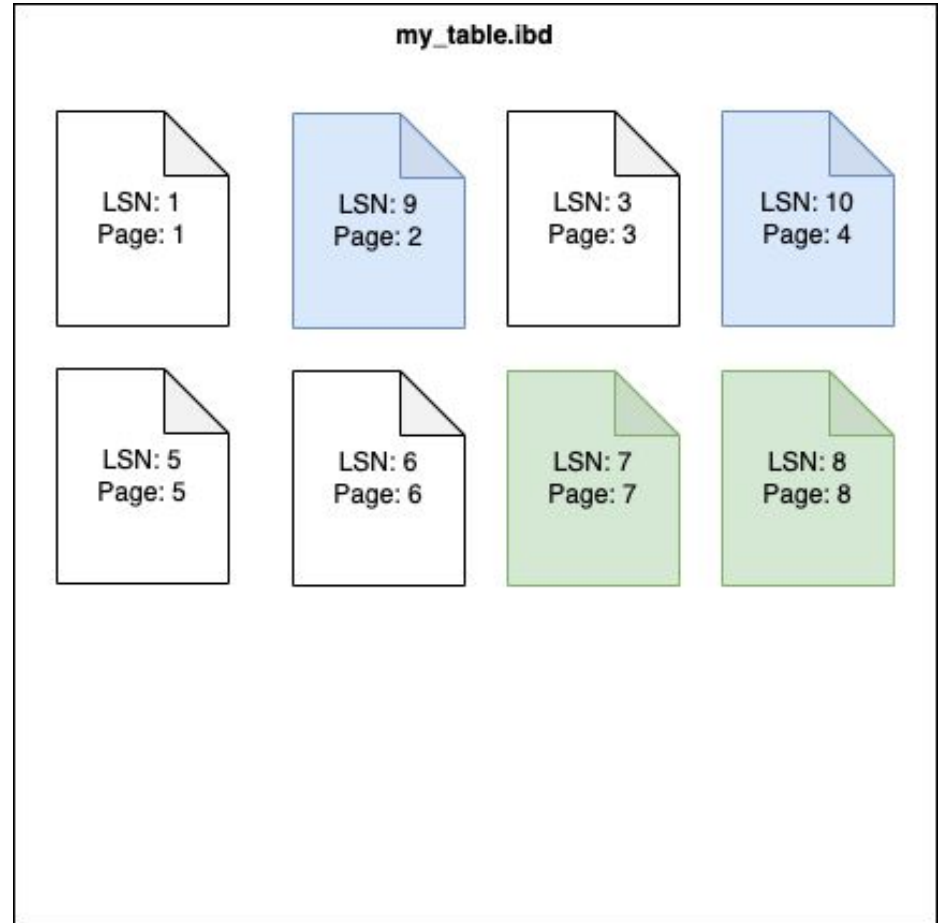 my_table.ibd
LSN: 1
Page: 1
LSN: 9
Page: 2
LSN: 3
Page: 3
LSN: 10
Page: 4
LSN: 5
Page: 5
LSN: 6
Page: 6
LSN: 7
Page: 7
LSN: 8
Page: 8